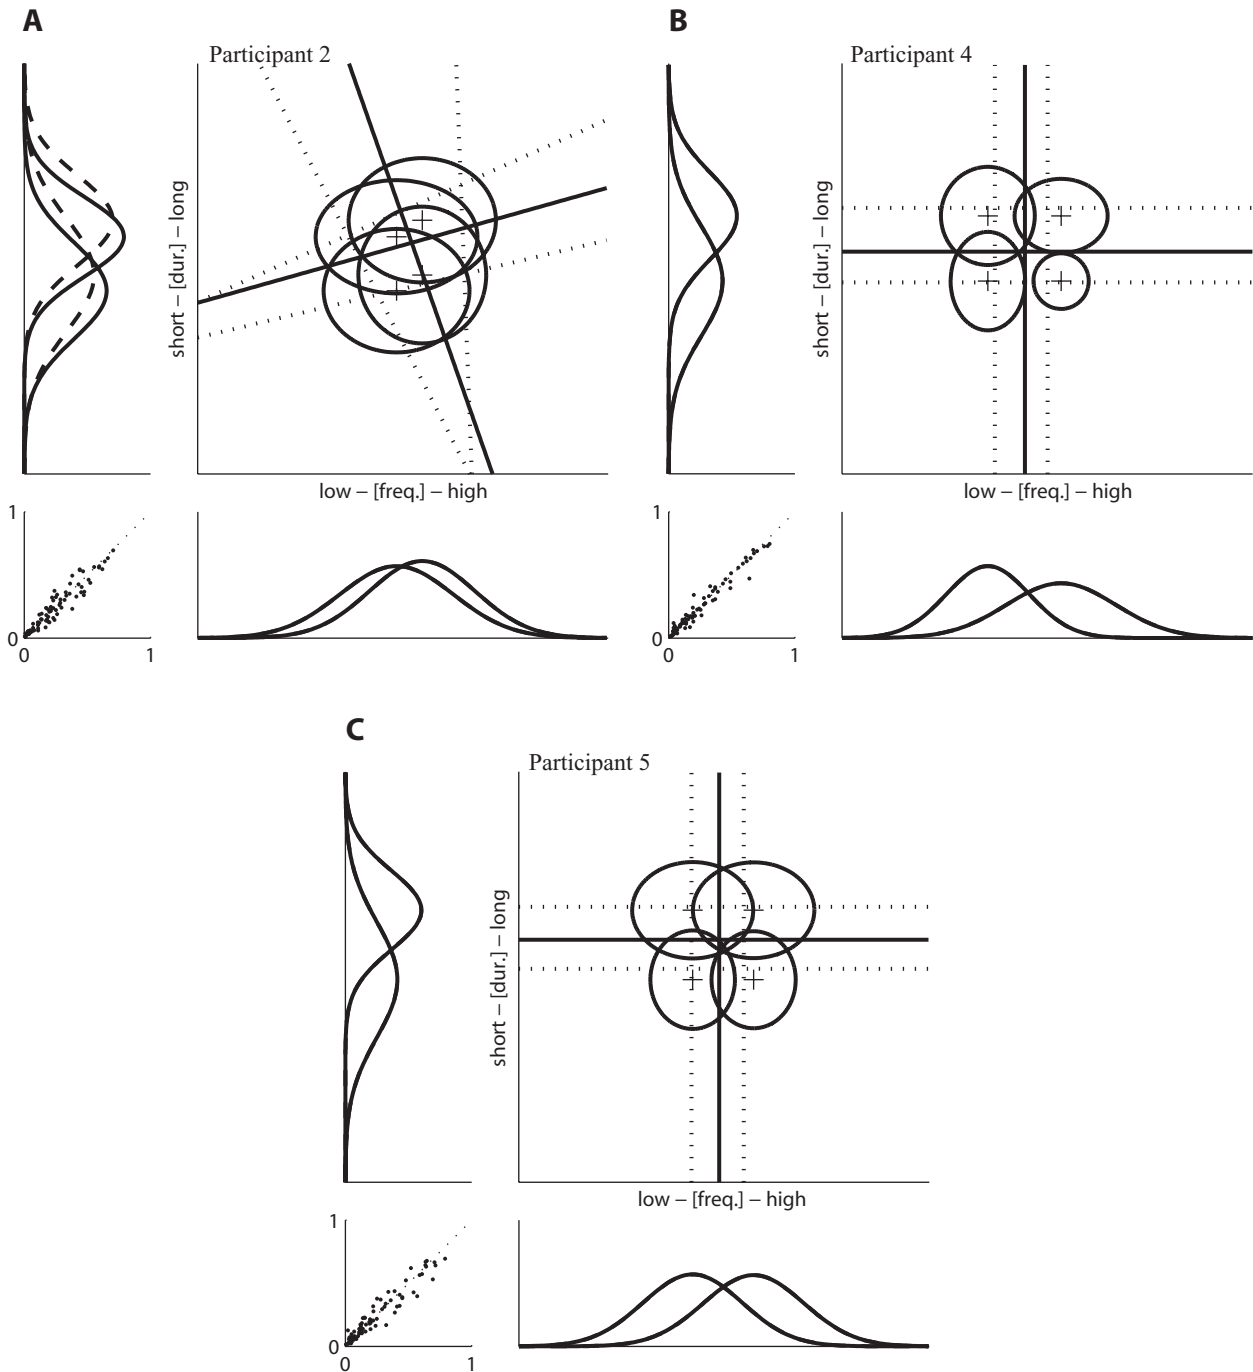 A
Participant 2
short – [dur.] – long
low – [freq.] – high
1
0
0 1
B
Participant 4
short – [dur.] – long
low – [freq.] – high
1
0
0 1
C
Participant 5
short – [dur.] – long
low – [freq.] – high
1
0
0 1